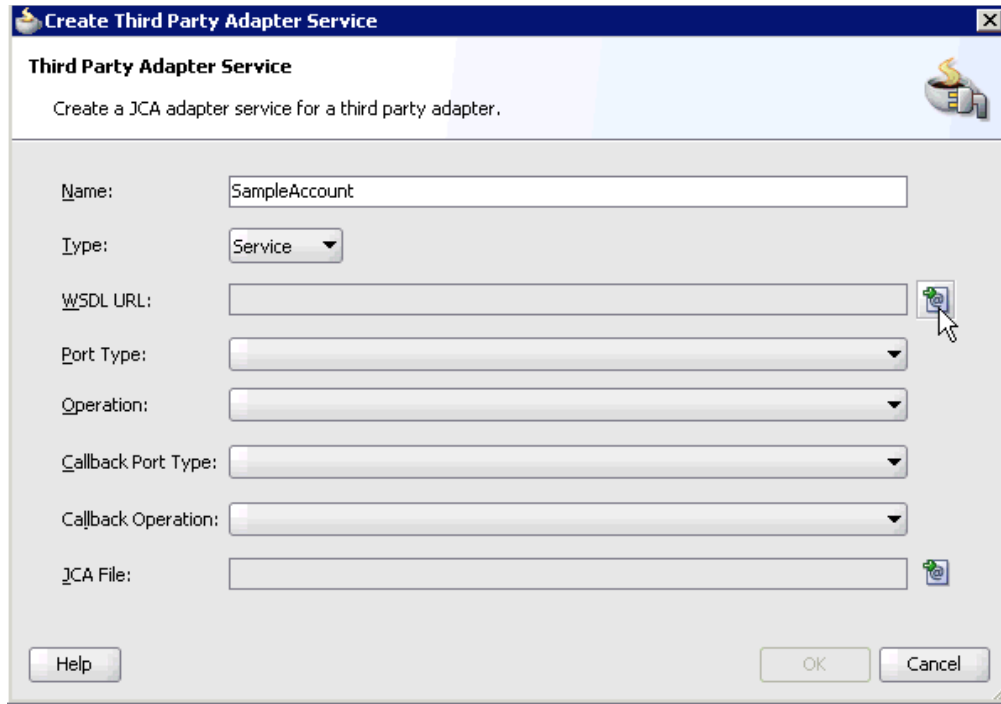 Create Third Party Adapter Service
Third Party Adapter Service
Create a JCA adapter service for a third party adapter.
Name: SampleAccount
Type: Service
WSDL URL:
Port Type:
Operation:
Callback Port Type:
Callback Operation:
JCA File:
Help OK Cancel